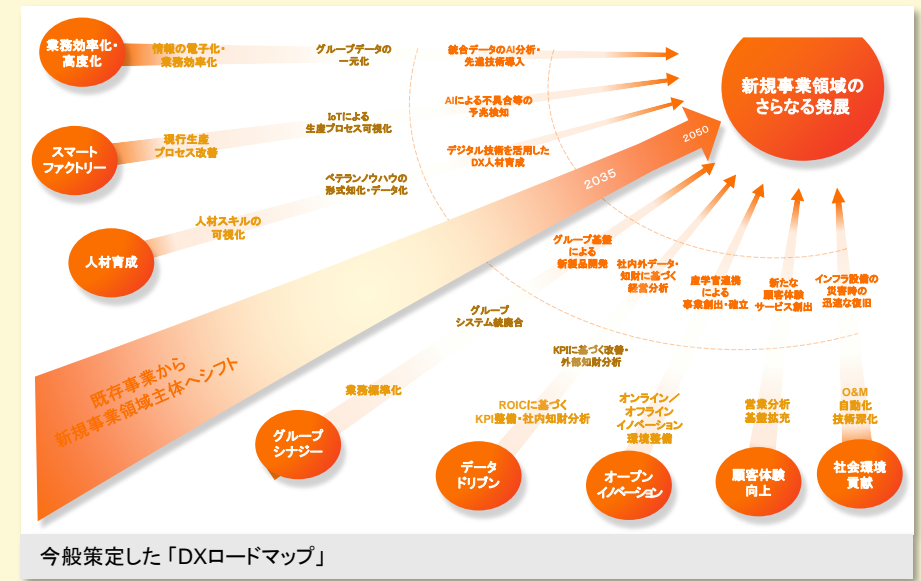 業務効率化・
高度化
情報の電子化・
業務効率化
グループデータの
一元化
統合データのAI分析・
先進技術導入
新規事業領域の
さらなる発展
スマート
ファクトリー
現行生産
プロセス改善
IoTによる
生産プロセス可視化
AIによる不具合等の
予兆検知
人材育成
人材スキルの
可視化
ベテランノウハウの
形式知化・データ化
デジタル技術を活用した
DX人材育成
2035
2050
既存事業から
新規事業領域主体へシフト
グループ
シナジー
業務標準化
グループ
システム統廃合
グループ基盤
による
新製品開発
データ
ドリブン
ROICに基づく
KPI整備・社内知財分析
KPIに基づく改善・
外部知財分析
社内外データ・
知財に基づく
経営分析
オープン
イノベーション
オンライン／
オフライン
イノベーション
環境整備
産学官連携
による
事業創出・確立
顧客体験
向上
営業分析
基盤拡充
新たな
顧客体験
サービス創出
社会環境
貢献
O&M
自動化
技術深化
インフラ設備の
災害時の
迅速な復旧
今般策定した「DXロードマップ」